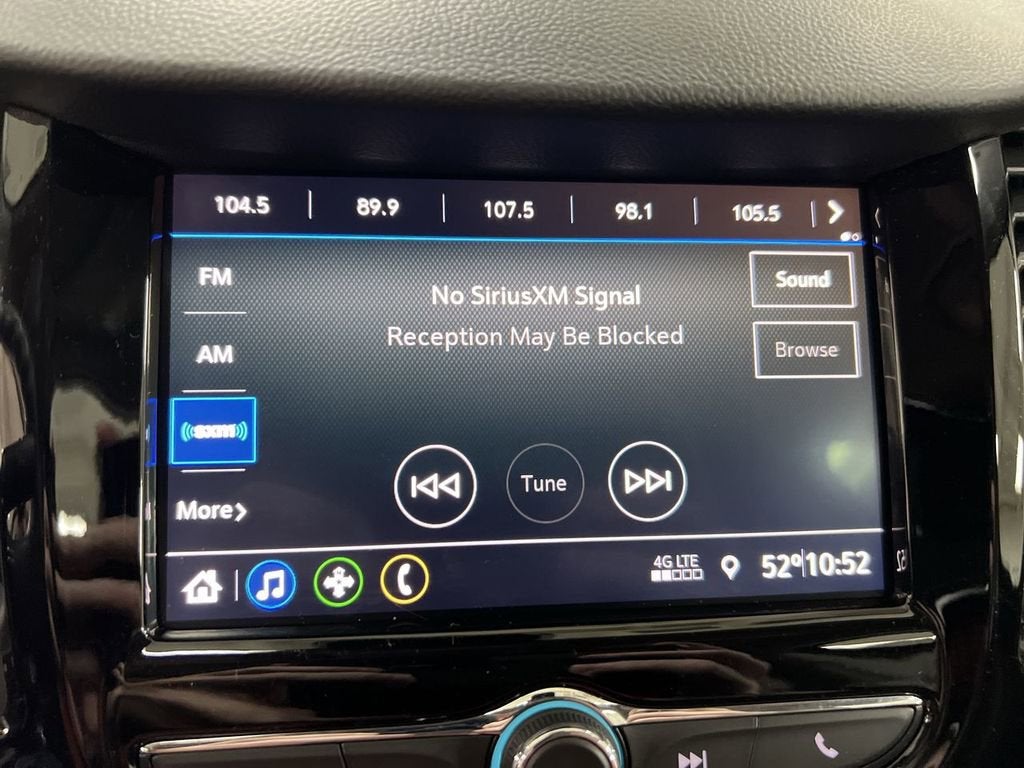 104.5 89.9 107.5 98.1 105.5
FM
No SiriusXM Signal
Sound
Reception May Be Blocked
Browse
AM
sxm
More
Tune
4G LTE
52° 10:52